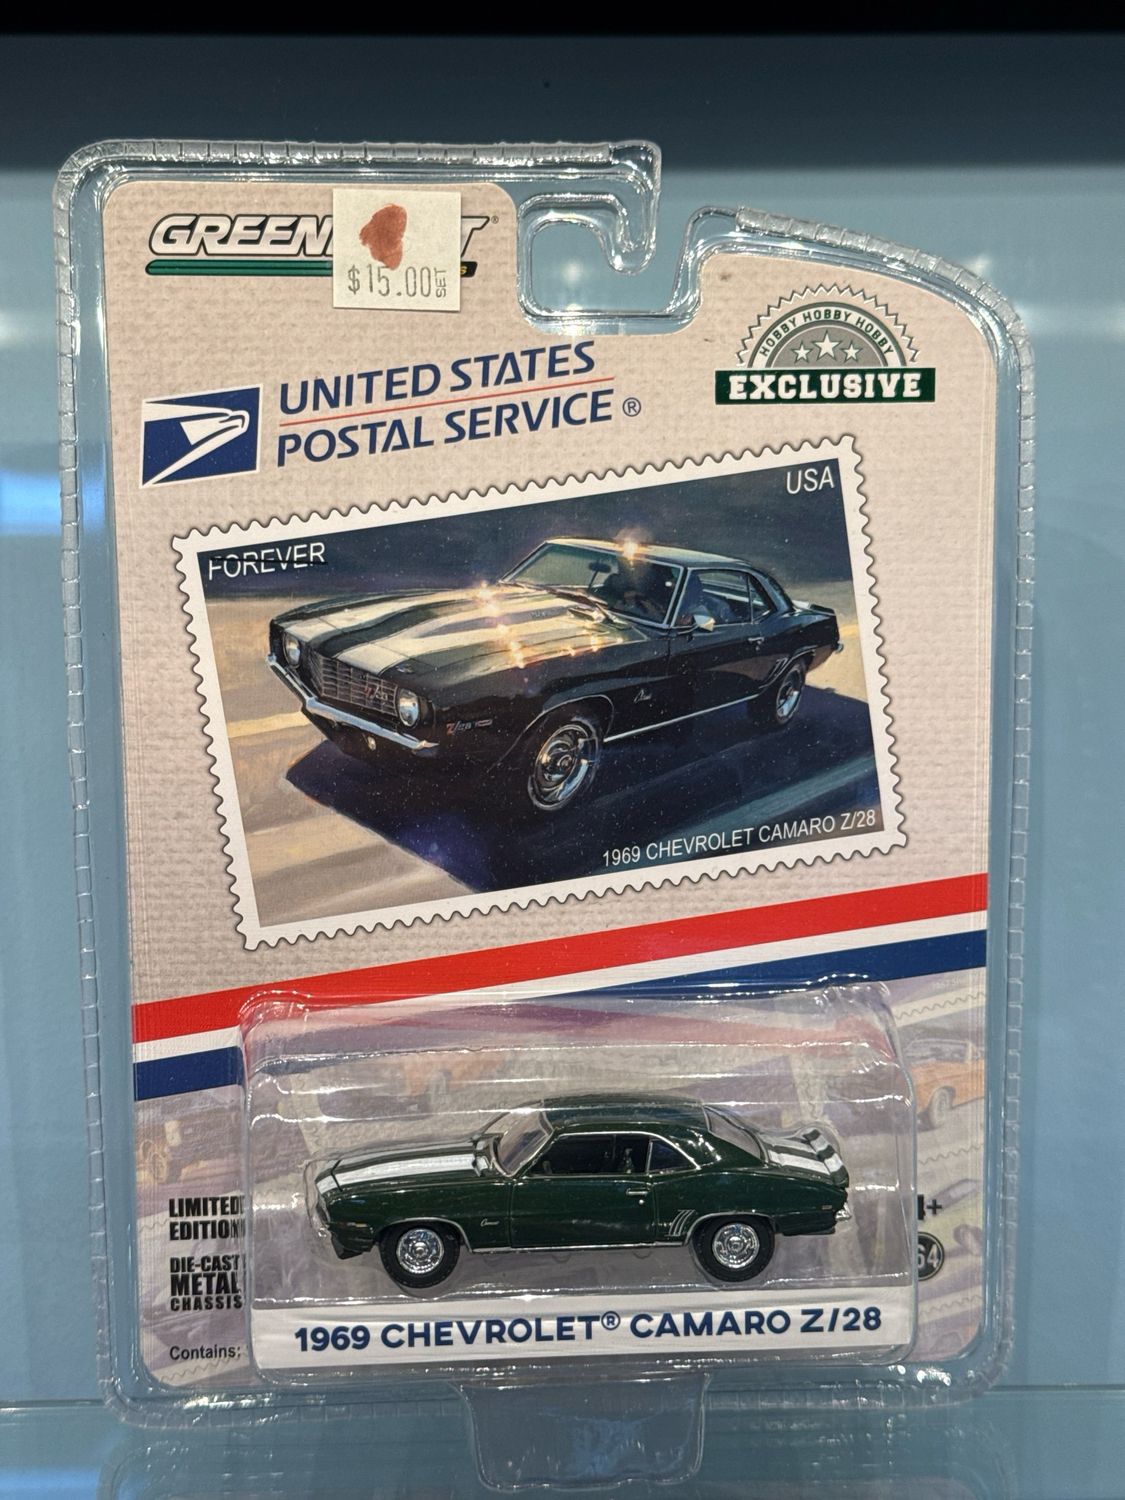 $15.00
SET
HOBBY HOBBY HOBBY
EXCLUSIVE
UNITED STATES
POSTAL SERVICE ®
USA
FOREVER
1969 CHEVROLET CAMARO Z/28
LIMITED
EDITION
DIE-CAST
METAL
CHASSIS
Contains:
1969 CHEVROLET® CAMARO Z/28